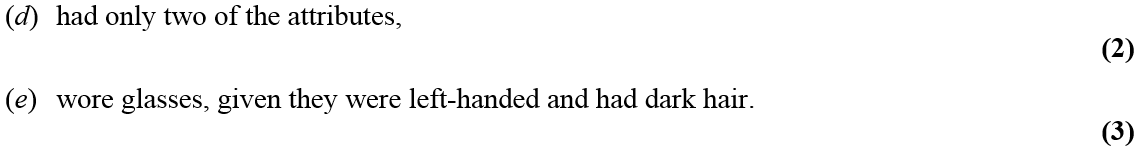 (d) had only two of the attributes,
(2)
(e) wore glasses, given they were left-handed and had dark hair.
(3)